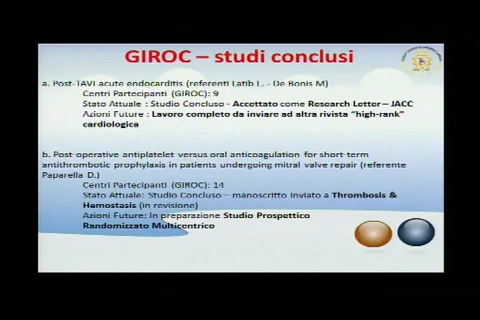 GIROC – studi conclusi
a. Post-TAVI acute endocarditis (referenti Latib L. - De Bonis M)
Centri Partecipanti (GIROC): 9
Stato Attuale : Studio Concluso - Accettato come Research Letter – JACC
Azioni Future : Lavoro completo da inviare ad altra rivista "high-rank"
cardiologica
b. Post-operative antiplatelet versus oral anticoagulation for short-term
antithrombotic prophylaxis in patients undergoing mitral valve repair (referente
Paparella D.)
Centri Partecipanti (GIROC): 14
Stato Attuale: Studio Concluso – manoscritto Inviato a Thrombosis &
Hemostasis (in revisione)
Azioni Future: In preparazione Studio Prospettico
Randomizzato Multicentrico